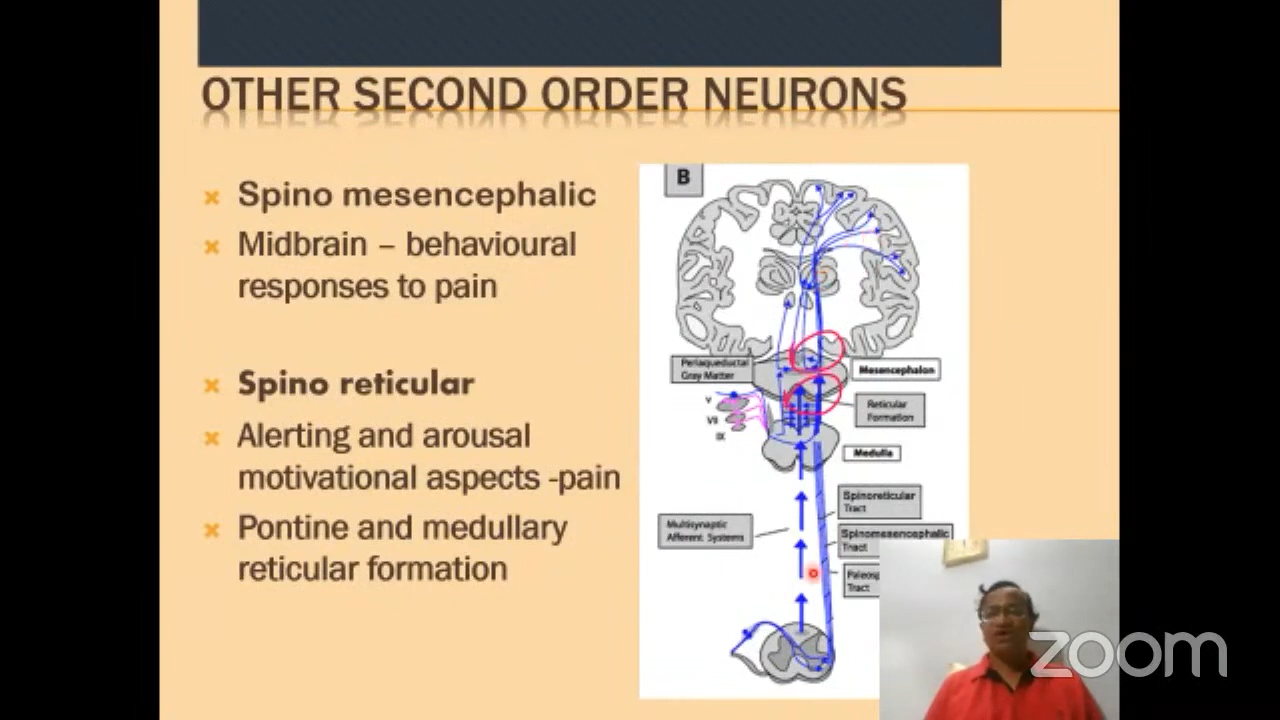 OTHER SECOND ORDER NEURONS
Spino mesencephalic
Midbrain – behavioural
responses to pain
Spino reticular
Alerting and arousal
motivational aspects -pain
Pontine and medullary
reticular formation
B
Periaqueductal
Gray Matter
Mesencephalon
Reticular
Formation
V
VII
IX
Medulla
Spinoreticular
Tract
Multisynaptic
Afferent Systems
Spinomesencephalic
Tract
Paleosp
Tract
zoom